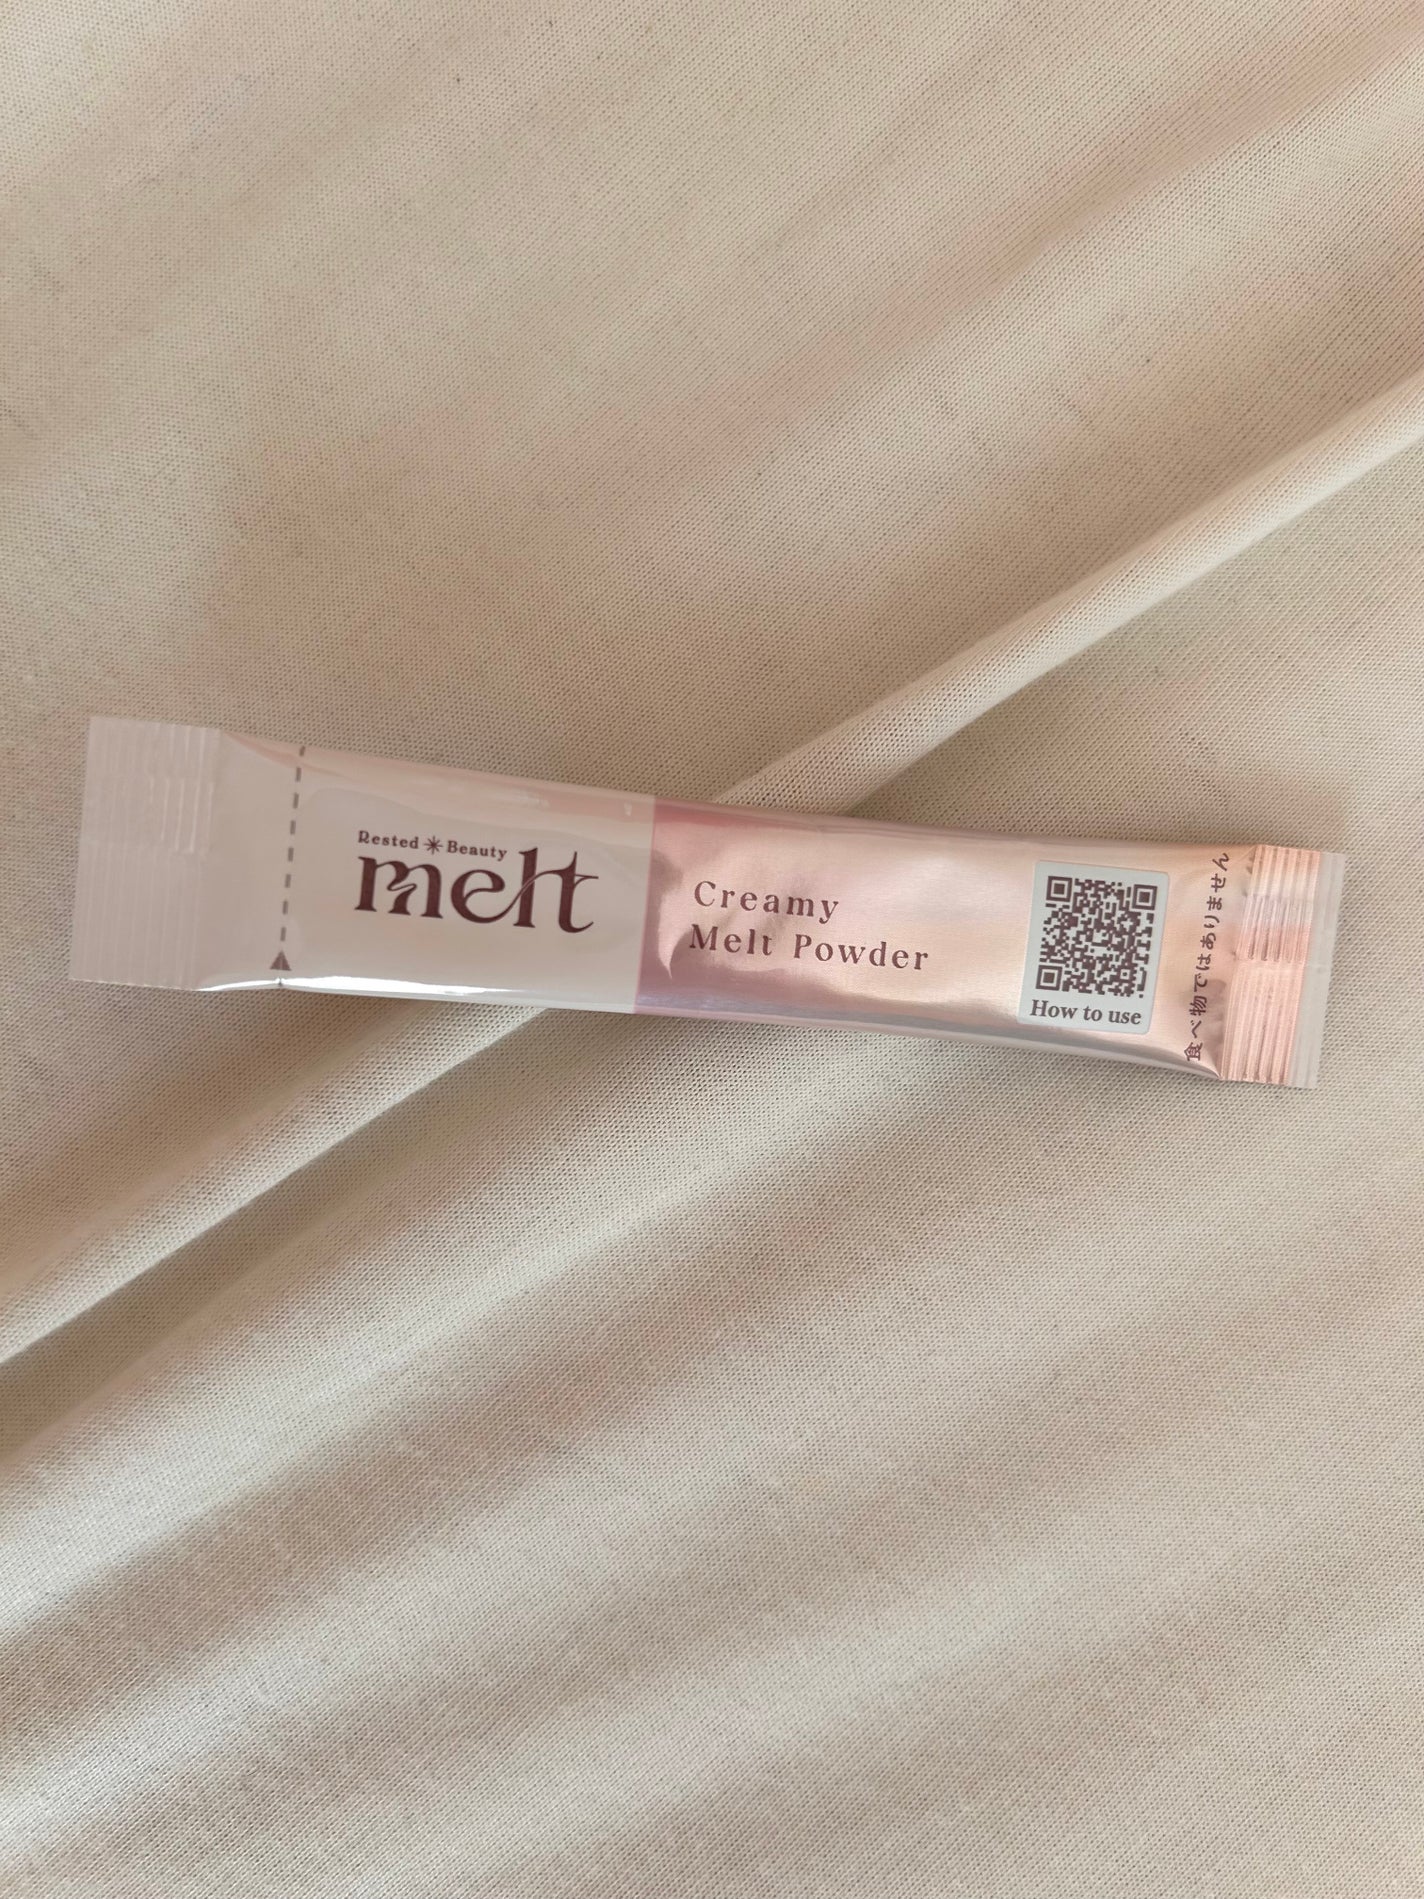 Rested Beauty
melt
Creamy
Melt Powder
How to use
食べ物ではありません